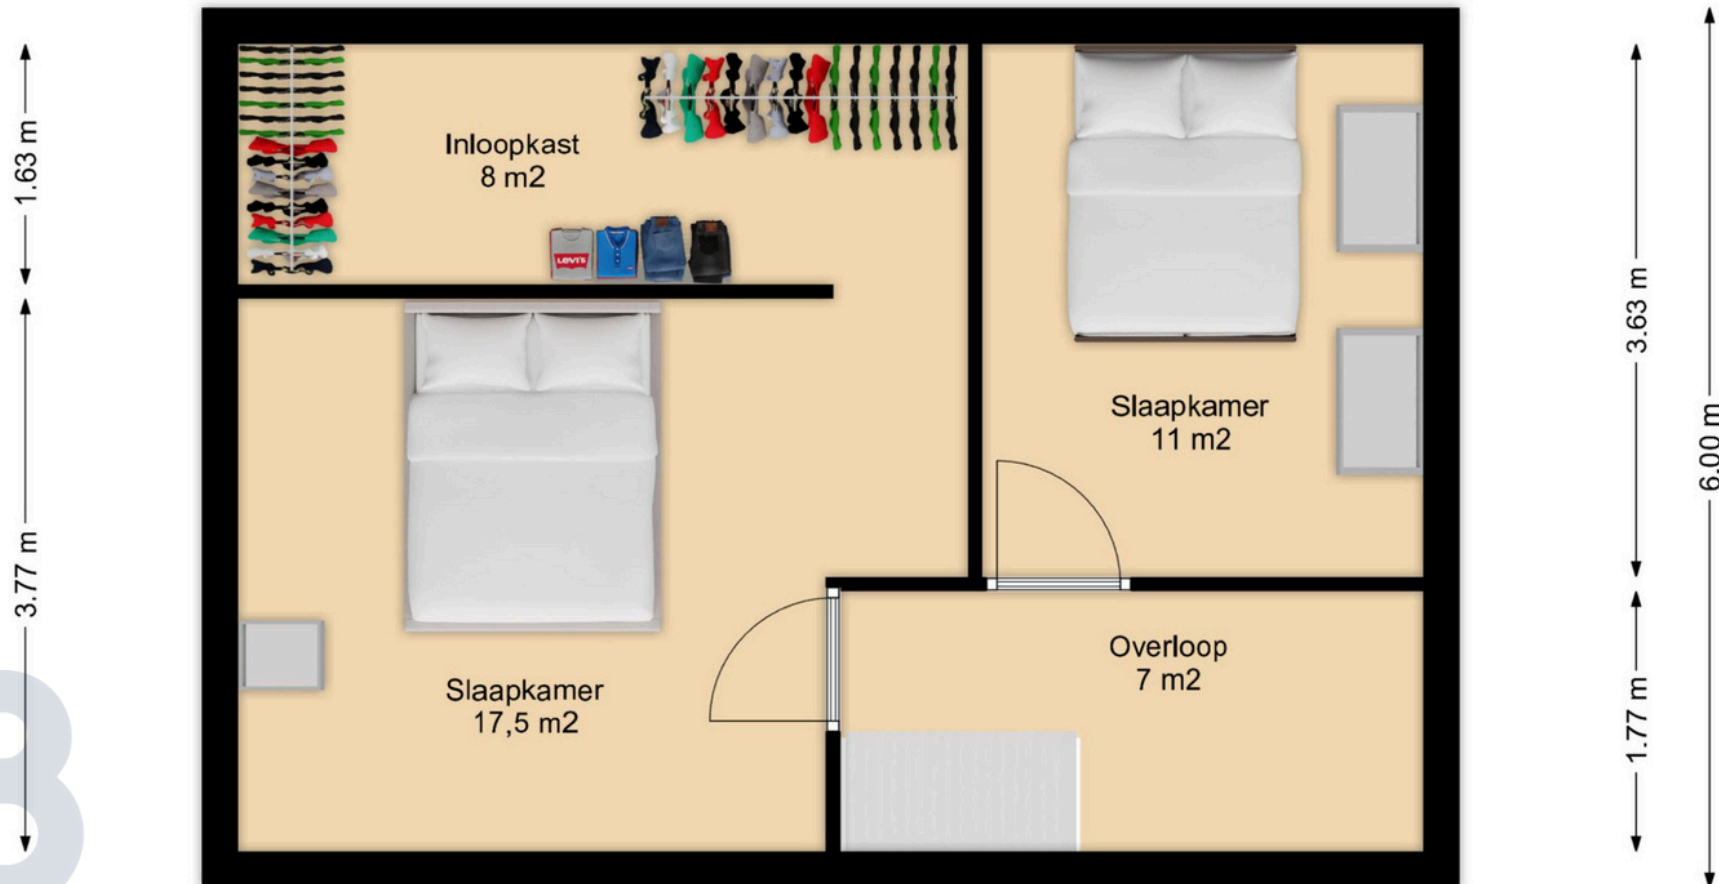 1.63 m
3.77 m
Inloopkast
8 m2
LEVI'S
Slaapkamer
11 m2
Slaapkamer
17,5 m2
Overloop
7 m2
3.63 m
1.77 m
6.00 m
8